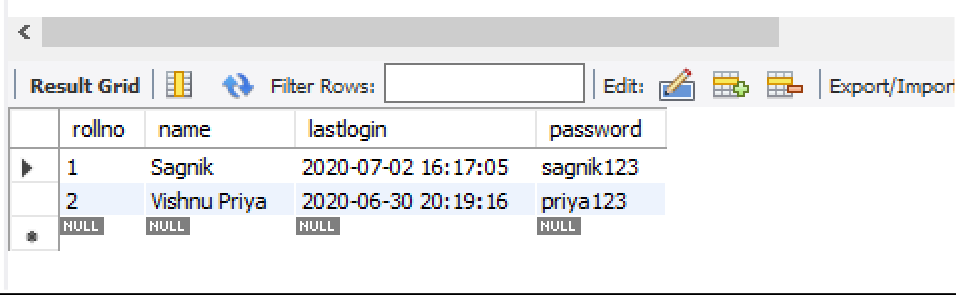 Result Grid Filter Rows: Edit: Export/Import
rollno name lastlogin password
1 Sagnik 2020-07-02 16:17:05 sagnik123
2 Vishnu Priya 2020-06-30 20:19:16 priya123
NULL NULL NULL NULL